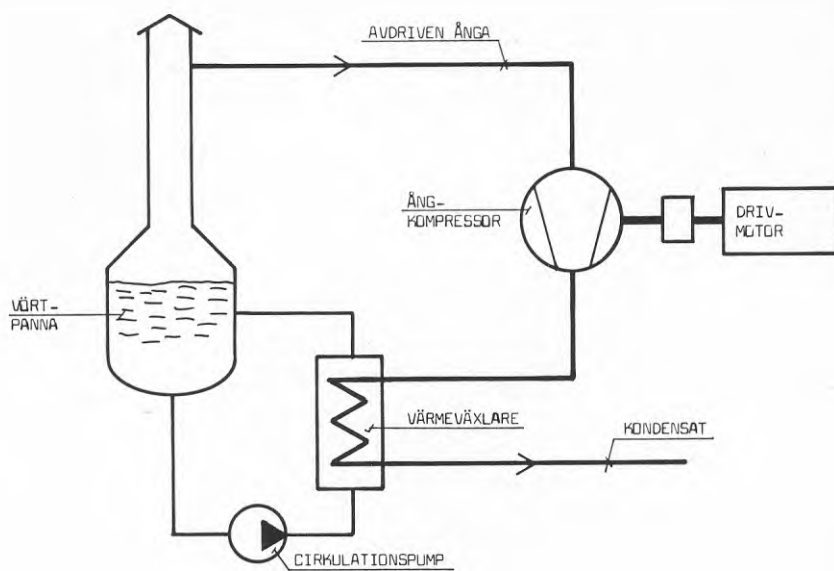 AVDRIVEN ÅNGA
ÅNG-
KOMPRESSOR
DRIV-
MOTOR
VÖRT-
PANNA
VÄRMEVÄXLARE
KONDENSAT
CIRKULATIONSPUMP